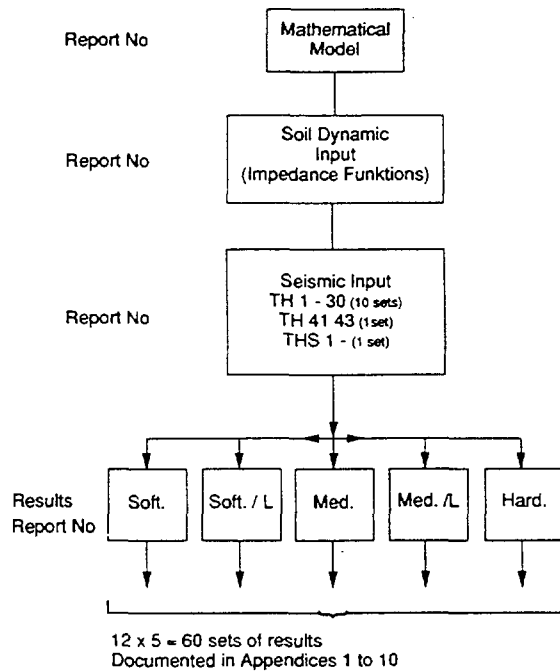 Report No
Mathematical
Model
Report No
Soil Dynamic
Input
(Impedance Funktions)
Report No
Seismic Input
TH 1 - 30 (10 sets)
TH 41 43 (1set)
THS 1 - (1 set)
Results
Report No
Soft.
Soft. / L
Med.
Med. /L
Hard.
12 x 5 = 60 sets of results
Documented in Appendices 1 to 10